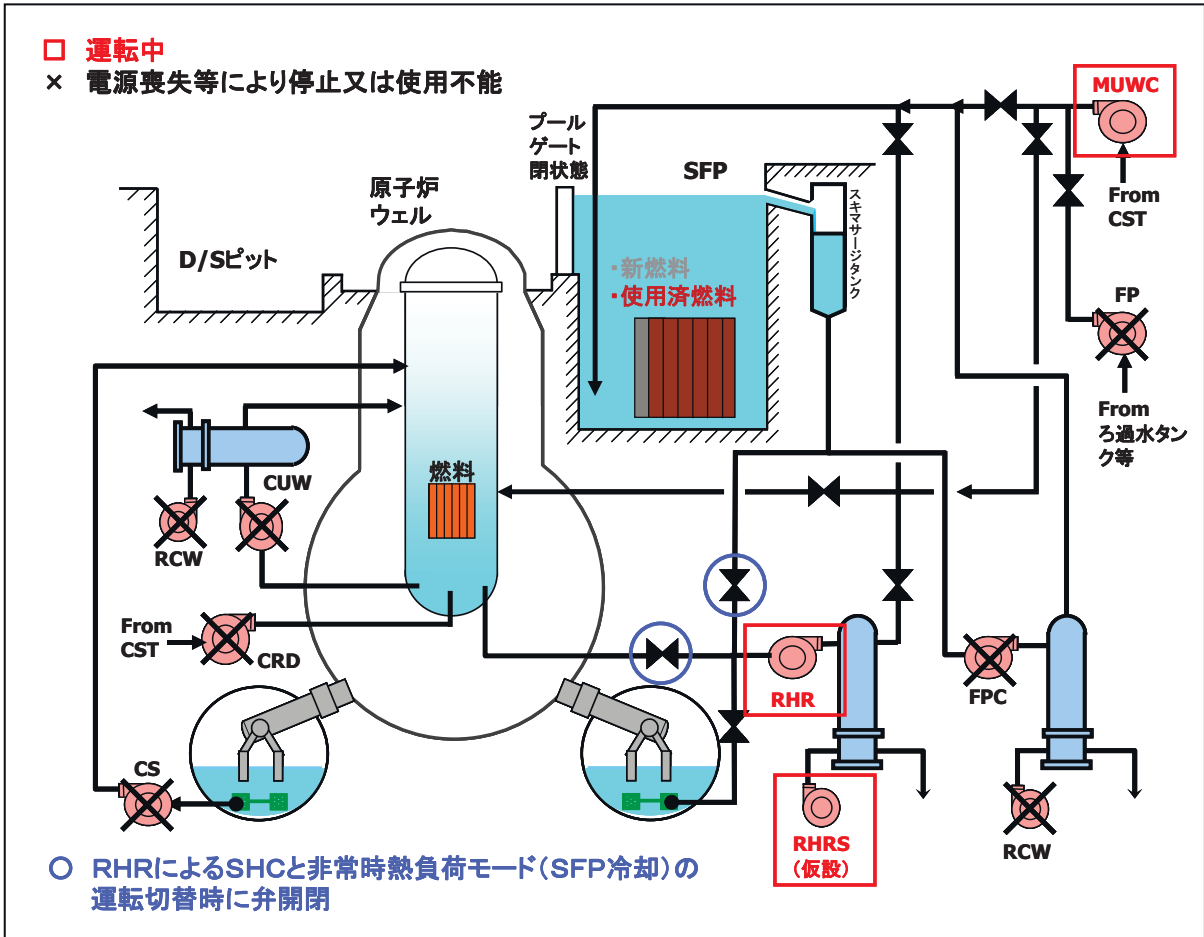 □ 運転中
× 電源喪失等により停止又は使用不能
MUWC
プール
ゲート
閉状態
SFP
原子炉
ウェル
スキマサージタンク
From
CST
D/Sピット
・新燃料
・使用済燃料
FP
From
ろ過水タン
ク等
燃料
CUW
RCW
From
CST
CRD
RHR
FPC
CS
RHRS
(仮設)
RCW
○ RHRによるSHCと非常時熱負荷モード(SFP冷却)の
運転切替時に弁開閉